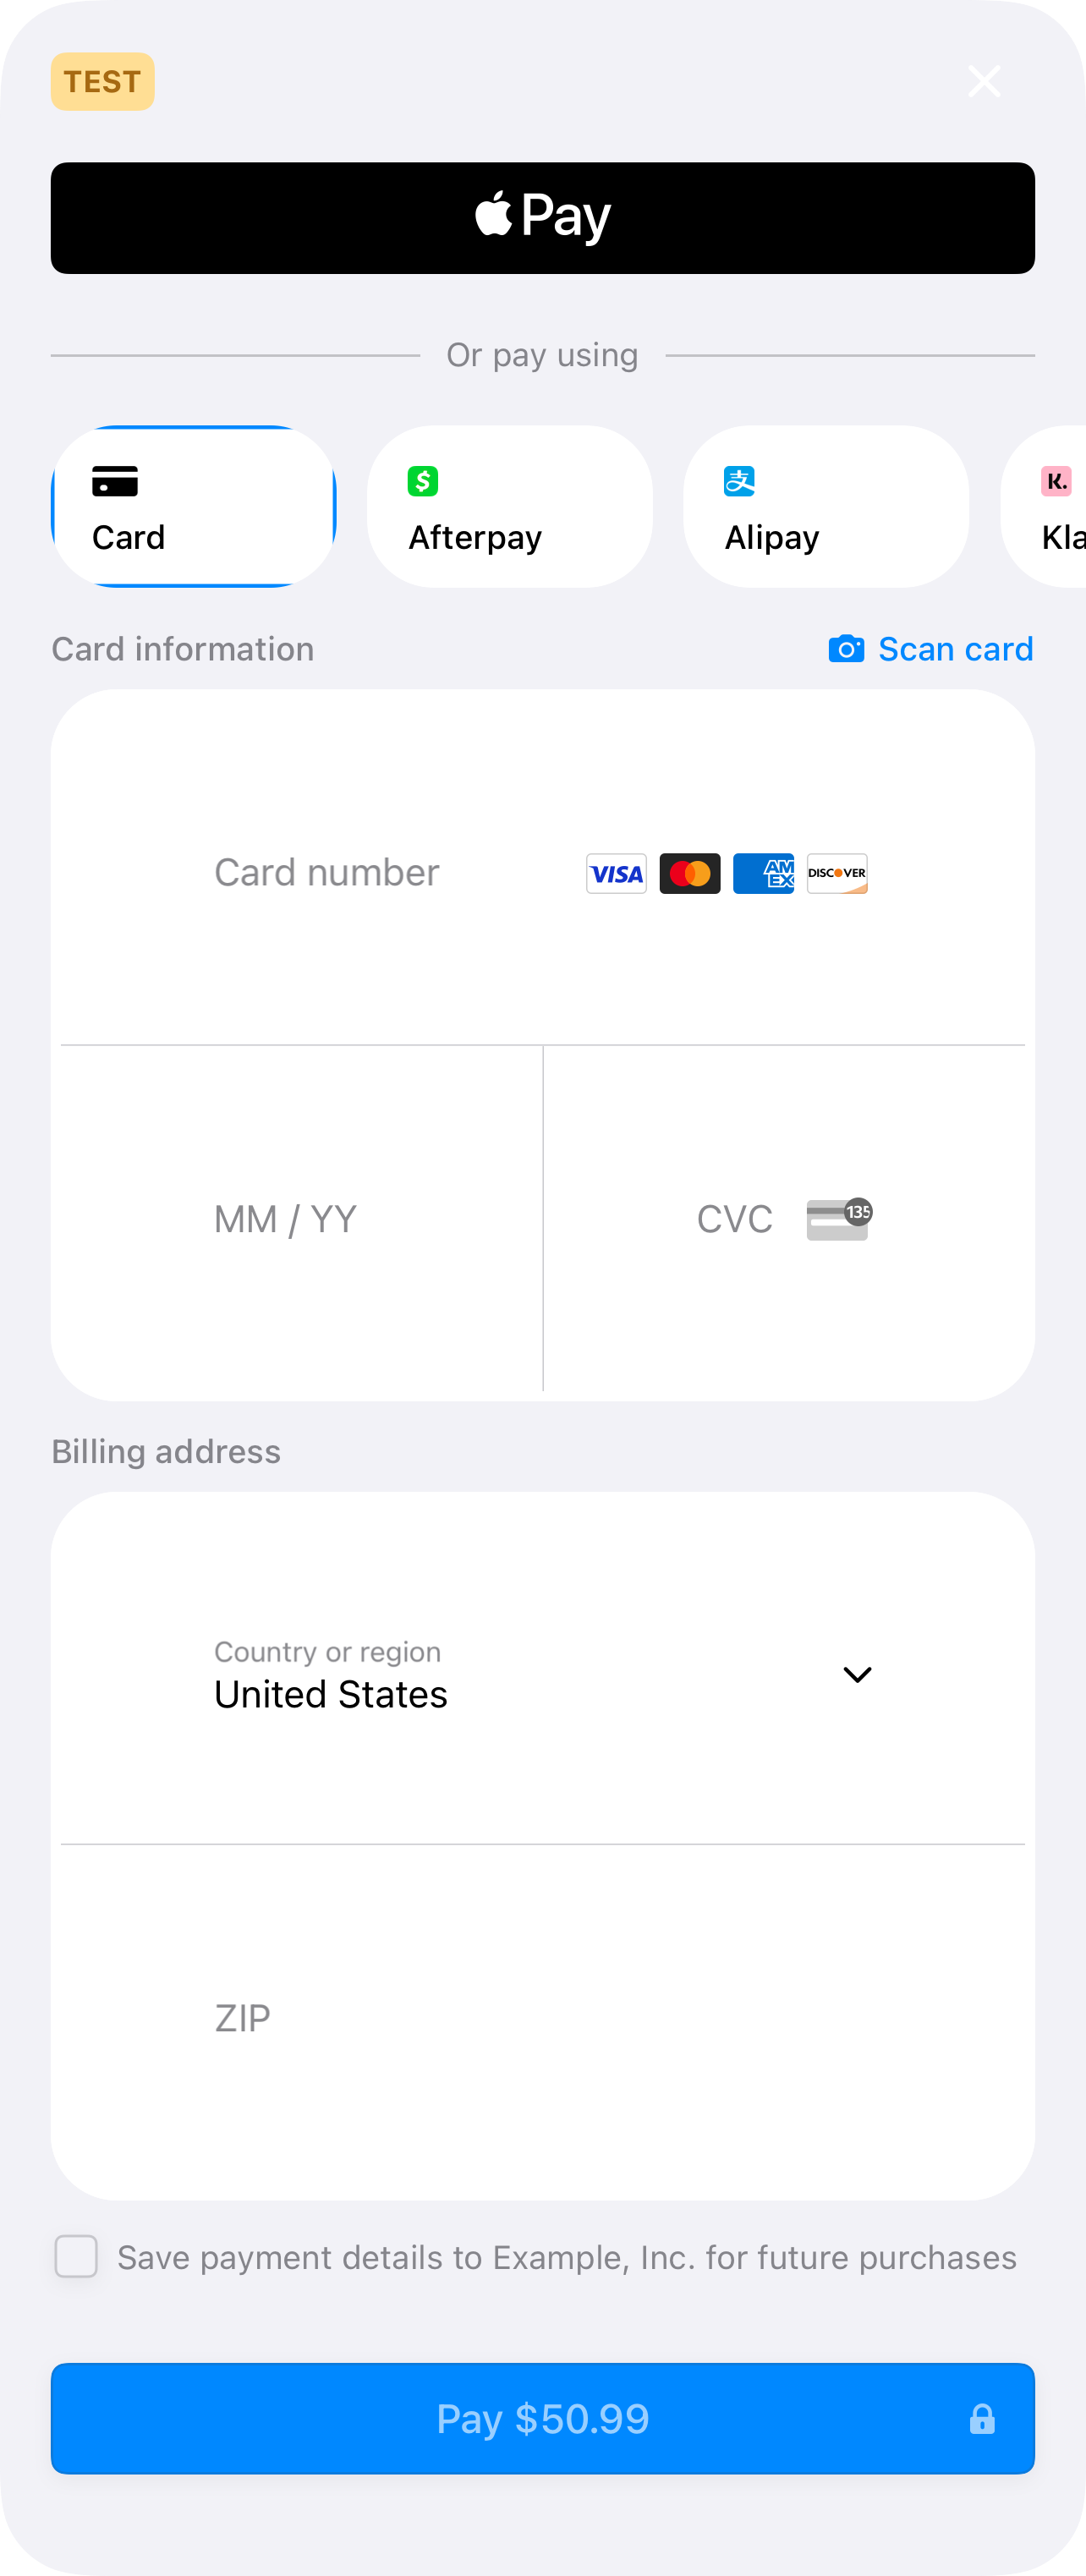 TEST
Pay
Or pay using
Card
Afterpay
Alipay
K.
Kla
Card information
Scan card
Card number
VISA
AM
EX
DISCOVER
MM / YY
CVC
135
Billing address
Country or region
United States
ZIP
Save payment details to Example, Inc. for future purchases
Pay $50.99